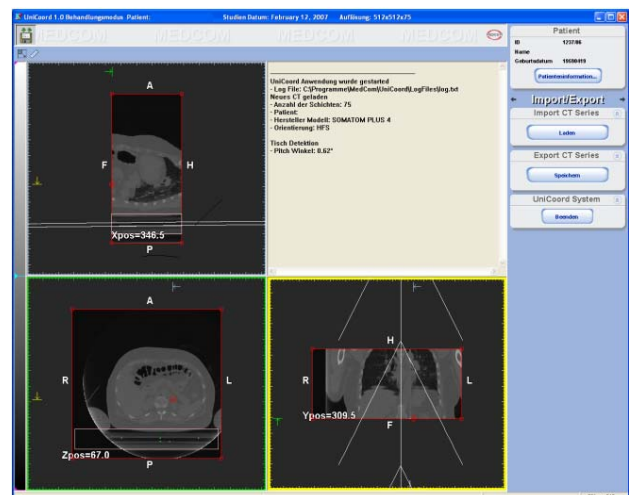 UniCoord 1.0 Behandlungsmodus Patient: Studien Datum: February 12, 2007 Auflösung: 512x512x75
MEDCOM MEDCOM MEDCOM MEDCOM
UniCoord Anwendung wurde gestarted
- Log File: C:\Programme\MedCom\UniCoord\LogFiles\log.txt
Neues CT geladen
- Anzahl der Schichten: 75
- Patient:
- Hersteller Modell: SOMATOM PLUS 4
- Orientierung: HFS
Tisch Detektion
- Pitch Winkel: 0.62°
Patient
ID 1237/06
Name
Geburtsdatum 19580419
Patienteninformation...
Import/Export
Import CT Series
Laden
Export CT Series
Speichern
UniCoord System
Beenden
A
F H
Xpos=346.5
P
A
R L
Zpos=67.0
P
H
R L
Ypos=309.5
F